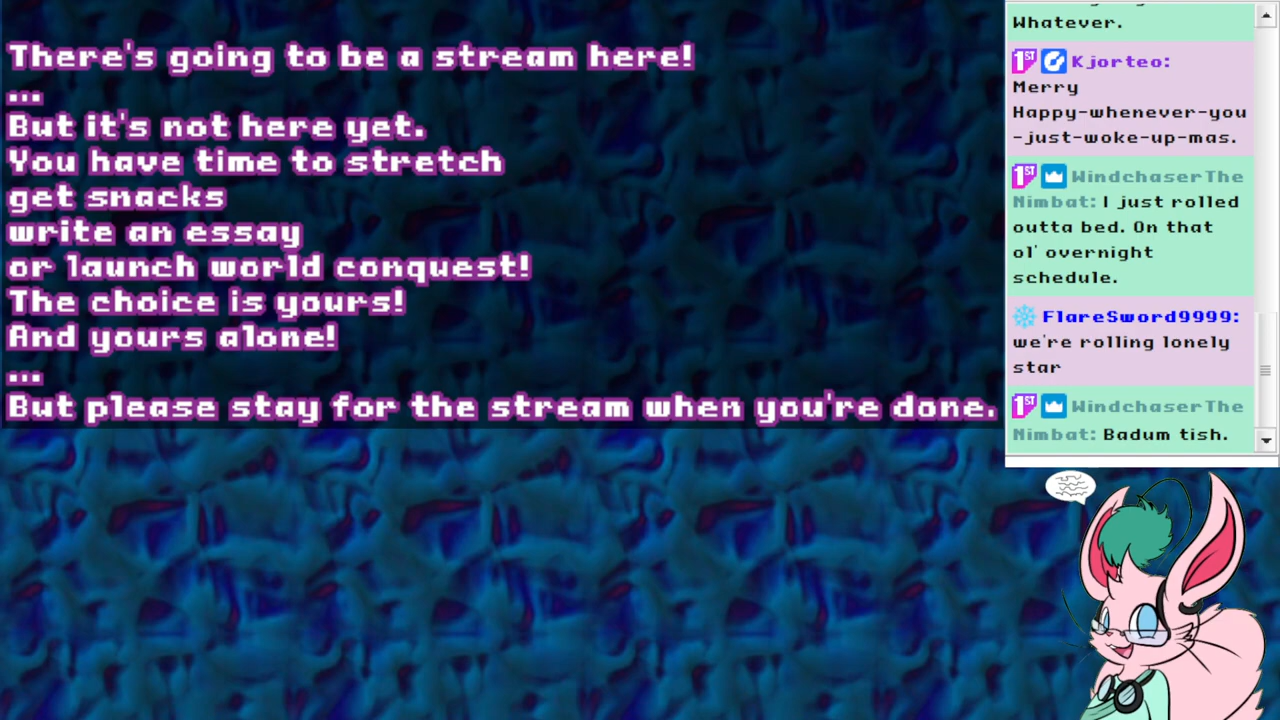 There's going to be a stream here!
...
But it's not here yet.
You have time to stretch
get snacks
write an essay
or launch world conquest!
The choice is yours!
And yours alone!
...
But please stay for the stream when you're done.
Whatever.
1ST Kjorteo:
Merry
Happy-whenever-you
-just-woke-up-mas.
1ST WindchaserThe
Nimbat: I just rolled
outta bed. On that
ol' overnight
schedule.
FlareSword9999:
we're rolling lonely
star
1ST WindchaserThe
Nimbat: Badum tish.